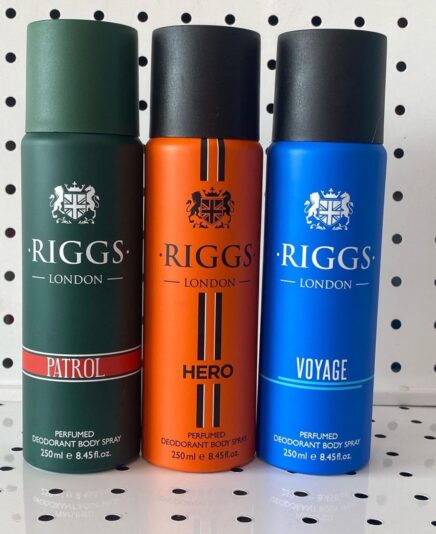 ·RIGGS·
LONDON
PATROL
PERFUMED
DEODORANT BODY SPRAY
250ml e 8.45fl.oz.
·RIGGS·
LONDON
HERO
PERFUMED
DEODORANT BODY SPRAY
250ml e 8.45fl.oz.
·RIGGS·
LONDON
VOYAGE
PERFUMED
DEODORANT BODY SPRAY
250ml e 8.45fl.oz.